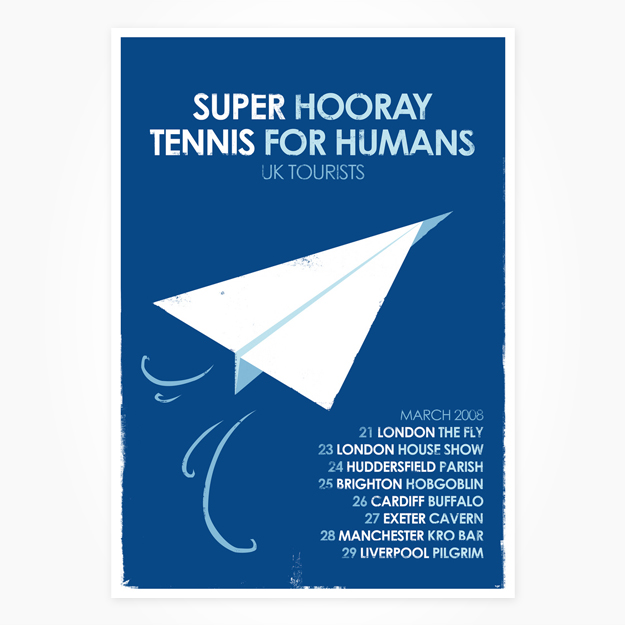 SUPER HOORAY
TENNIS FOR HUMANS
UK TOURISTS
MARCH 2008
21 LONDON THE FLY
23 LONDON HOUSE SHOW
24 HUDDERSFIELD PARISH
25 BRIGHTON HOBGOBLIN
26 CARDIFF BUFFALO
27 EXETER CAVERN
28 MANCHESTER KRO BAR
29 LIVERPOOL PILGRIM